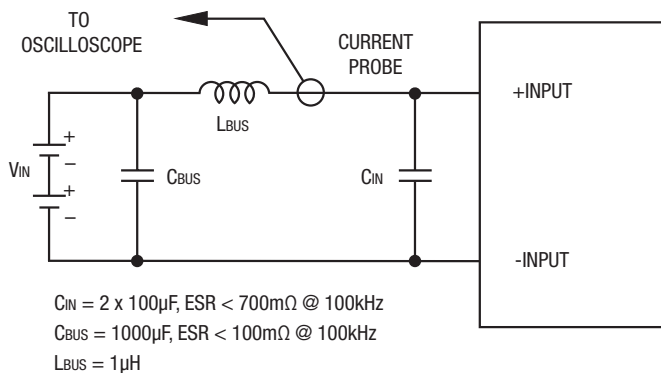 TO
OSCILLOSCOPE
CURRENT
PROBE
+INPUT
LBUS
VIN
+
−
+
−
CBUS
CIN
-INPUT
CIN = 2 x 100µF, ESR < 700mΩ @ 100kHz
CBUS = 1000µF, ESR < 100mΩ @ 100kHz
LBUS = 1µH